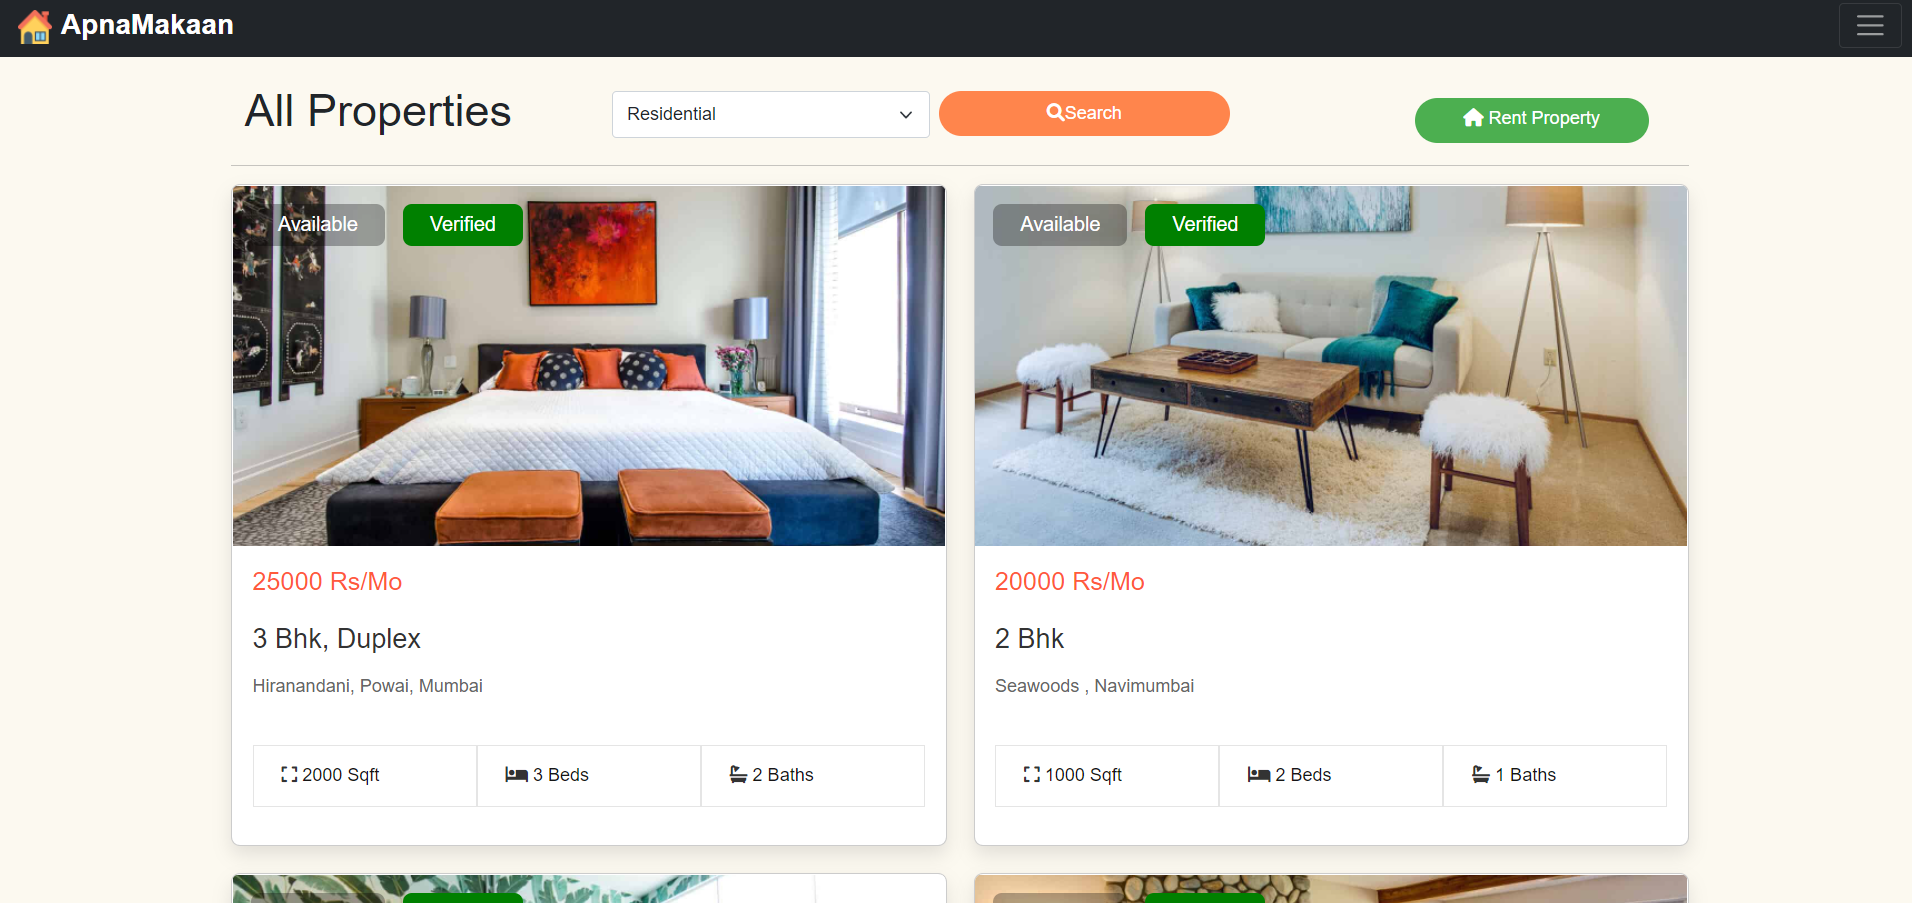 ApnaMakaan
All Properties
Residential
Search
Rent Property
Available
Verified
25000 Rs/Mo
3 Bhk, Duplex
Hiranandani, Powai, Mumbai
2000 Sqft
3 Beds
2 Baths
Available
Verified
20000 Rs/Mo
2 Bhk
Seawoods , Navimumbai
1000 Sqft
2 Beds
1 Baths